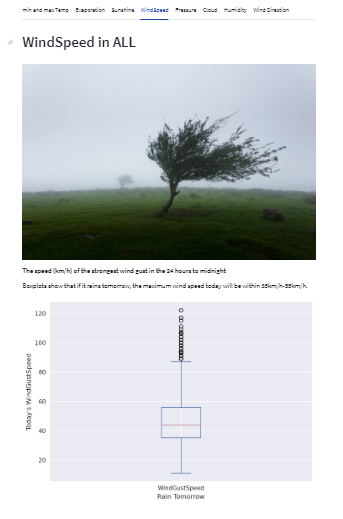 min and max Temp Evaporation Sunshine WindSpeed Pressure Cloud Humidity Wind Direction
WindSpeed in ALL
The speed (km/h) of the strongest wind gust in the 24 hours to midnight
Boxplots show that if it rains tomorrow, the maximum wind speed today will be within 35km/h-55km/h.
120
100
80
60
40
20
Today's WindGustSpeed
WindGustSpeed
Rain Tomorrow